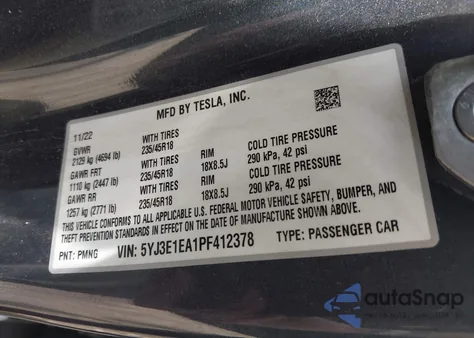 MFD BY TESLA, INC.
11/22
GVWR WITH TIRES RIM COLD TIRE PRESSURE
2129 kg (4694 lb) 235/45R18 18X8.5J 290 kPa, 42 psi
GAWR FRT WITH TIRES RIM COLD TIRE PRESSURE
1110 kg (2447 lb) 235/45R18 18X8.5J 290 kPa, 42 psi
GAWR RR
1257 kg (2771 lb)
THIS VEHICLE CONFORMS TO ALL APPLICABLE U.S. FEDERAL MOTOR VEHICLE SAFETY, BUMPER, AND
THEFT PREVENTION STANDARDS IN EFFECT ON THE DATE OF MANUFACTURE SHOWN ABOVE.
PNT: PMNG VIN: 5YJ3E1EA1PF412378 TYPE: PASSENGER CAR
autoSnap